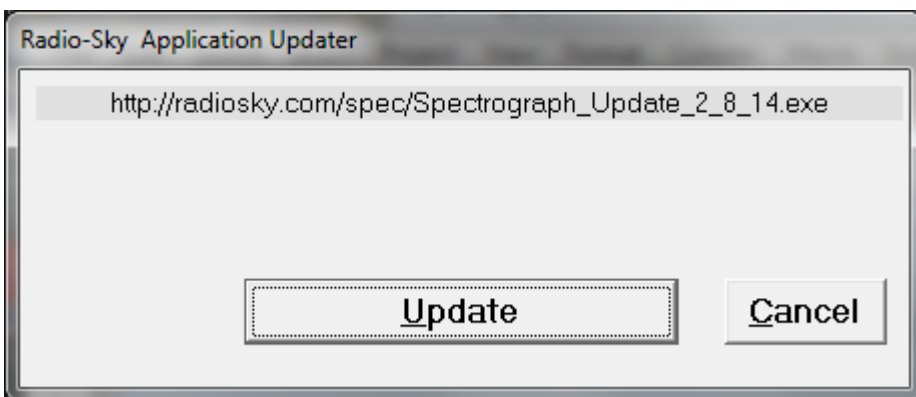 Radio-Sky Application Updater
http://radiosky.com/spec/Spectrograph_Update_2_8_14.exe
Update
Cancel